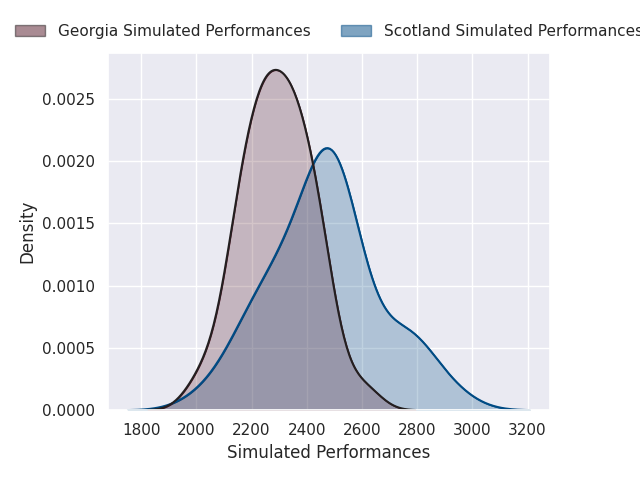 Georgia Simulated Performances Scotland Simulated Performances
0.0025
0.0020
0.0015
0.0010
0.0005
0.0000
Density
1800 2000 2200 2400 2600 2800 3000 3200
Simulated Performances